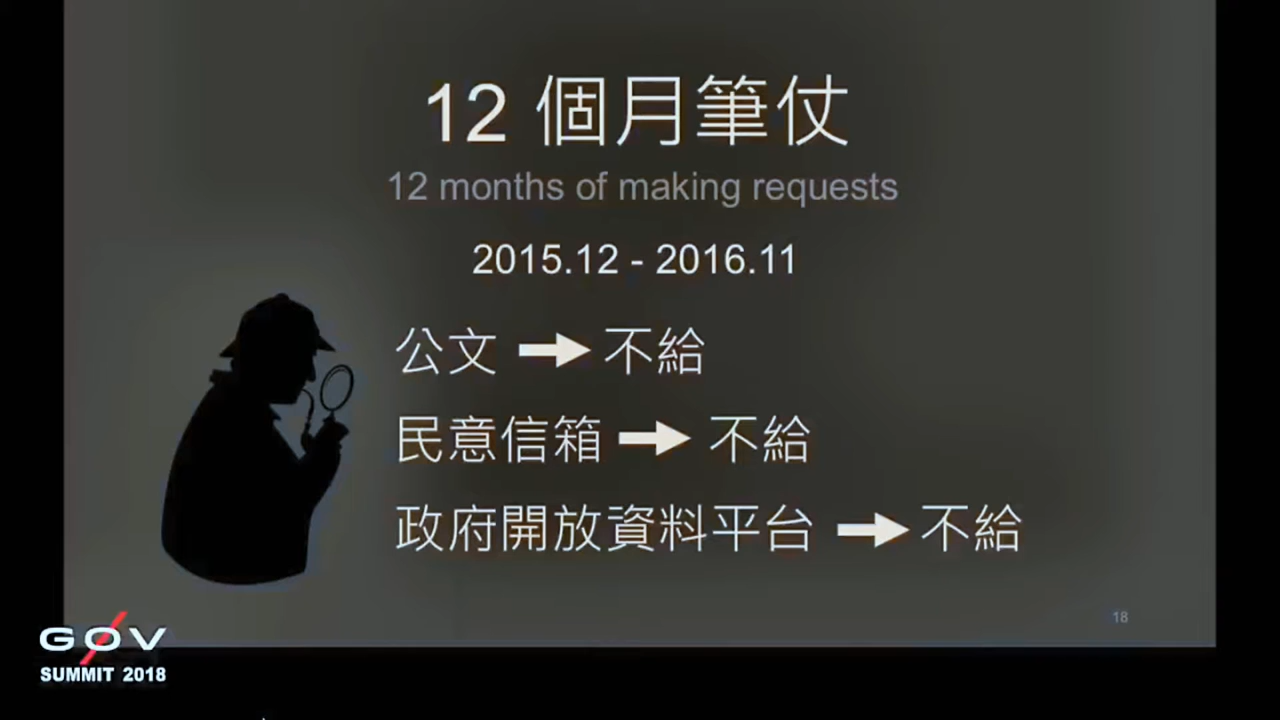 12 個月筆仗
12 months of making requests
2015.12 - 2016.11
公文 ➡ 不給
民意信箱 ➡ 不給
政府開放資料平台 ➡ 不給
18
GØV
SUMMIT 2018